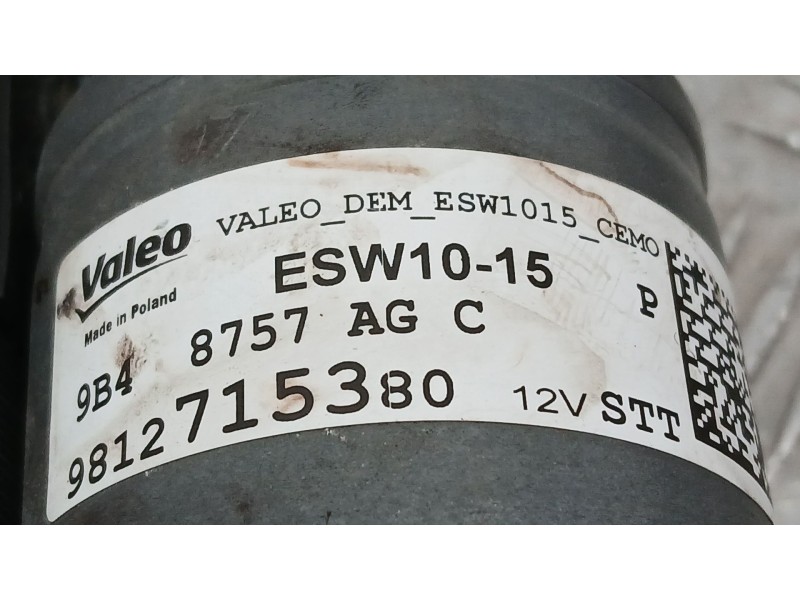 VALEO_DEM_ESW1015_CEMO
Valeo
ESW10-15
P
Made in Poland
9B4 8757 AG C
9812715380
12V STT